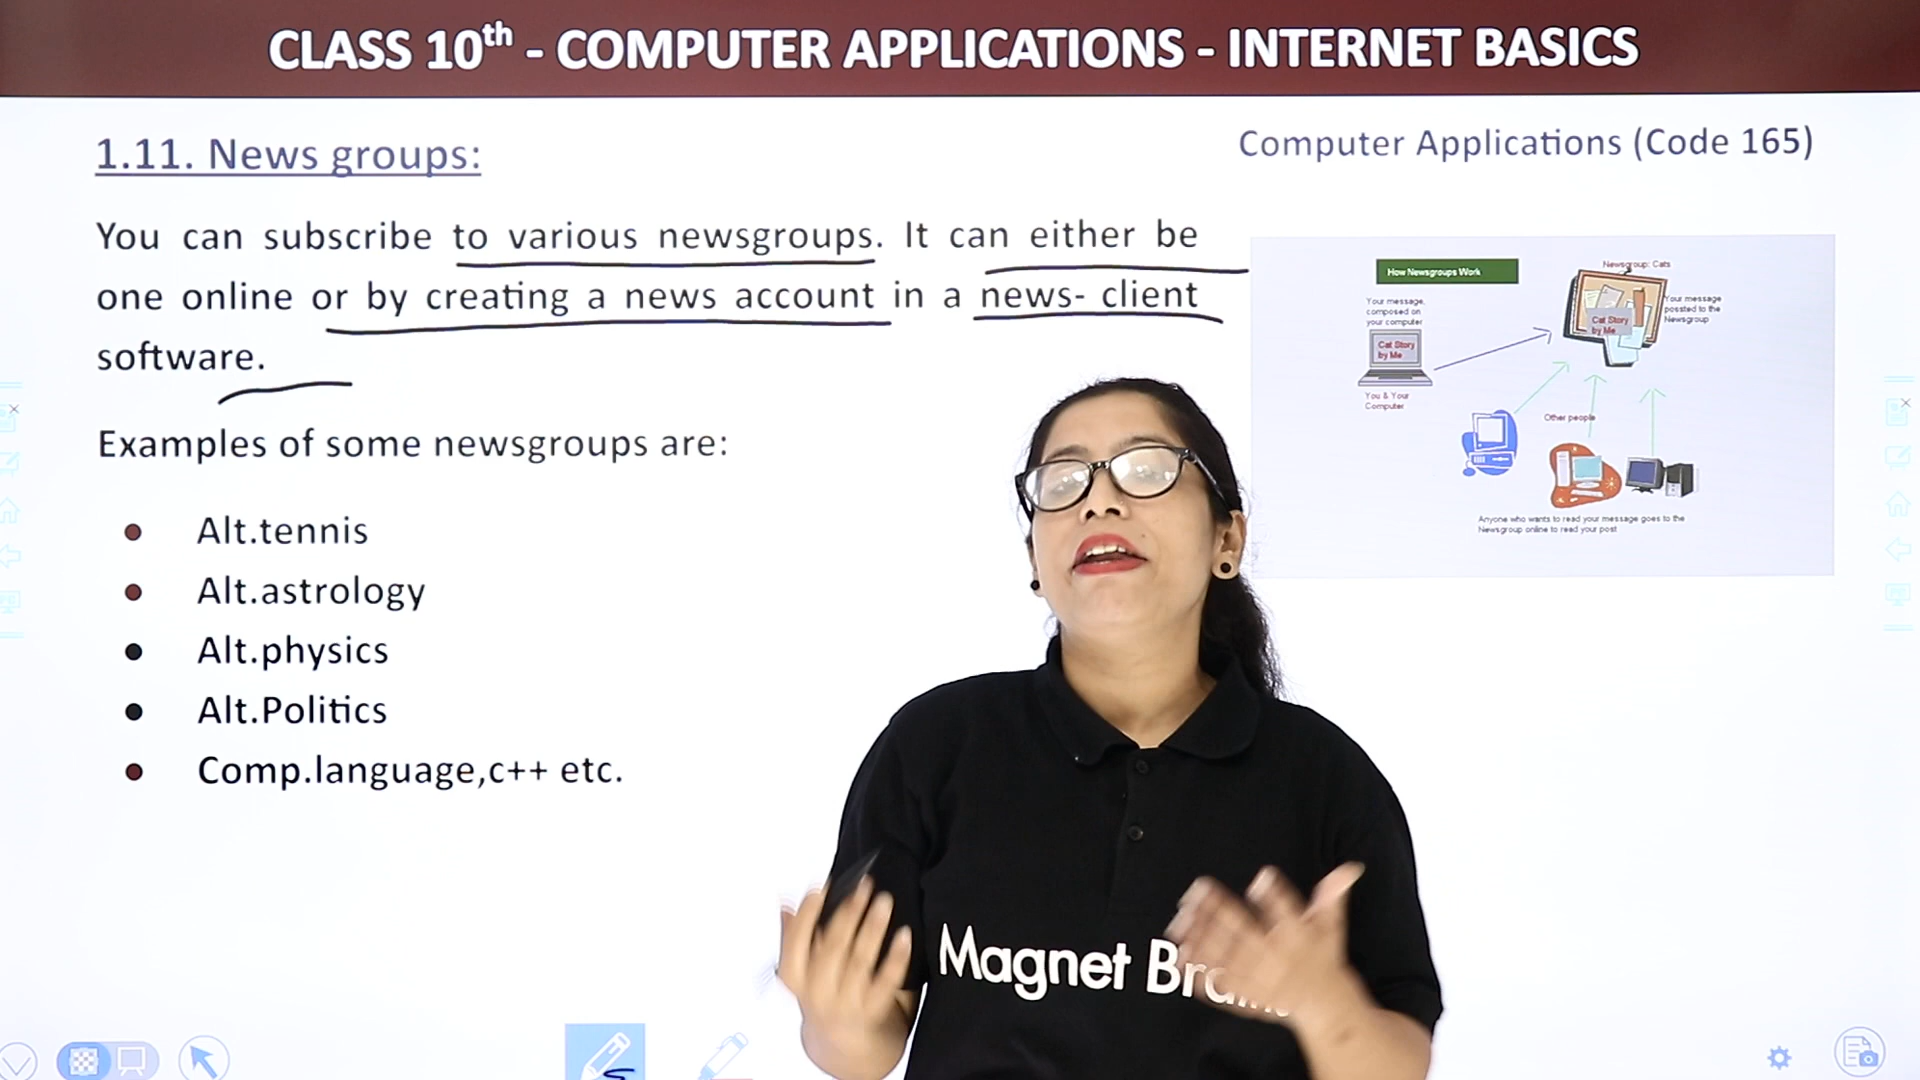 CLASS 10th - COMPUTER APPLICATIONS - INTERNET BASICS
1.11. News groups:
Computer Applications (Code 165)
You can subscribe to various newsgroups. It can either be
one online or by creating a news account in a news- client
software.
Examples of some newsgroups are:
Alt.tennis
Alt.astrology
Alt.physics
Alt.Politics
Comp.language,c++ etc.
How Newsgroups Work
Newsgroup: Cats
Your message,
composed on
your computer
Cat Story
by Me
You & Your
Computer
Cat Story
by Me
Your message
possted to the
Newsgroup
Other people
Anyone who wants to read your message goes to the
Newsgroup online to read your post
Magnet